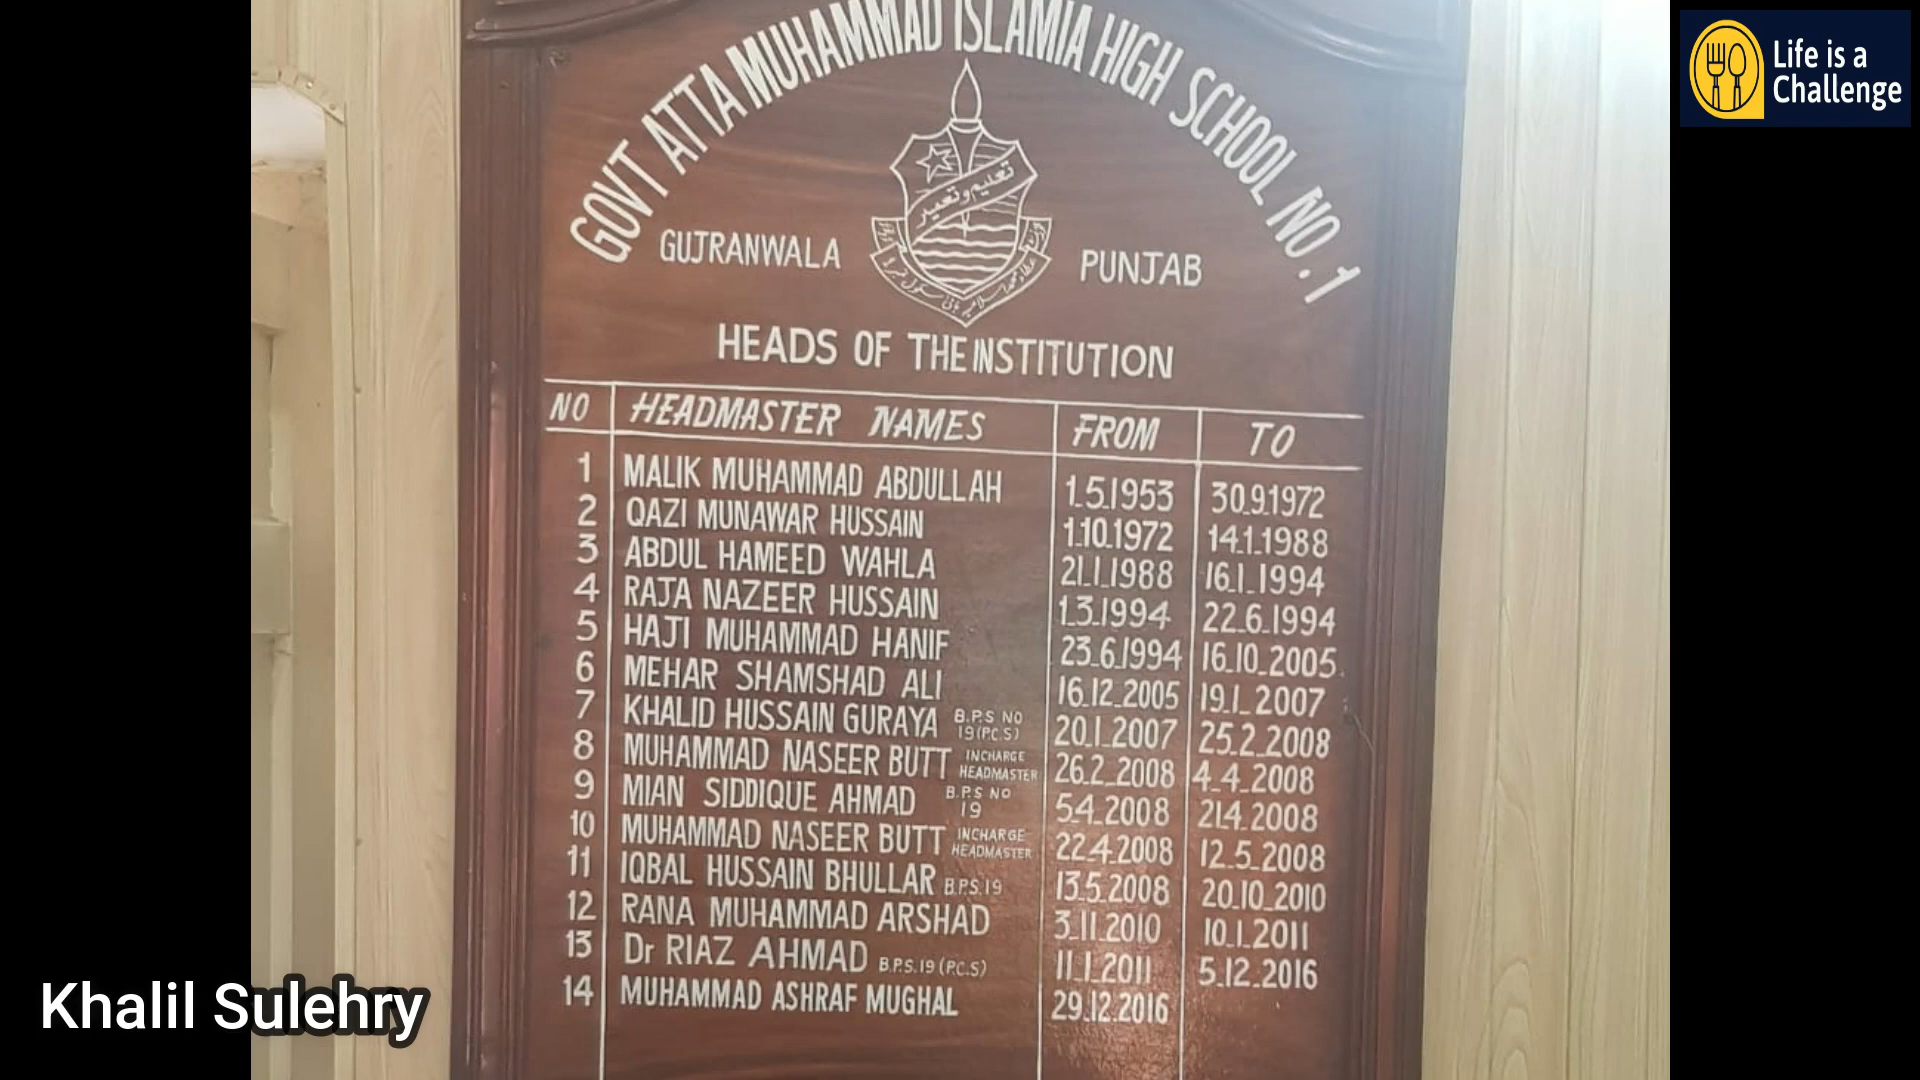 GOVT ATTA MUHAMMAD ISLAMIA HIGH SCHOOL NO.1
Life is a
Challenge
تعلیم و تعمیر
GUJRANWALA PUNJAB
HEADS OF THE INSTITUTION
NO HEADMASTER NAMES FROM TO
1 MALIK MUHAMMAD ABDULLAH 1.5.1953 30.9.1972
2 QAZI MUNAWAR HUSSAIN 1.10.1972 14.1.1988
3 ABDUL HAMEED WAHLA 21.1.1988 16.1.1994
4 RAJA NAZEER HUSSAIN 1.3.1994 22.6.1994
5 HAJI MUHAMMAD HANIF 23.6.1994 16.10.2005
6 MEHAR SHAMSHAD ALI 16.12.2005 19.1.2007
7 KHALID HUSSAIN GURAYA B.P.S NO 19 (P.C.S) 20.1.2007 25.2.2008
8 MUHAMMAD NASEER BUTT INCHARGE HEADMASTER 26.2.2008 4.4.2008
9 MIAN SIDDIQUE AHMAD B.P.S NO 19 5.4.2008 21.4.2008
10 MUHAMMAD NASEER BUTT INCHARGE HEADMASTER 22.4.2008 12.5.2008
11 IQBAL HUSSAIN BHULLAR B.P.S.19 13.5.2008 20.10.2010
12 RANA MUHAMMAD ARSHAD 3.11.2010 10.1.2011
13 Dr RIAZ AHMAD B.P.S.19 (P.C.S) 11.1.2011 5.12.2016
14 MUHAMMAD ASHRAF MUGHAL 29.12.2016
Khalil Sulehry